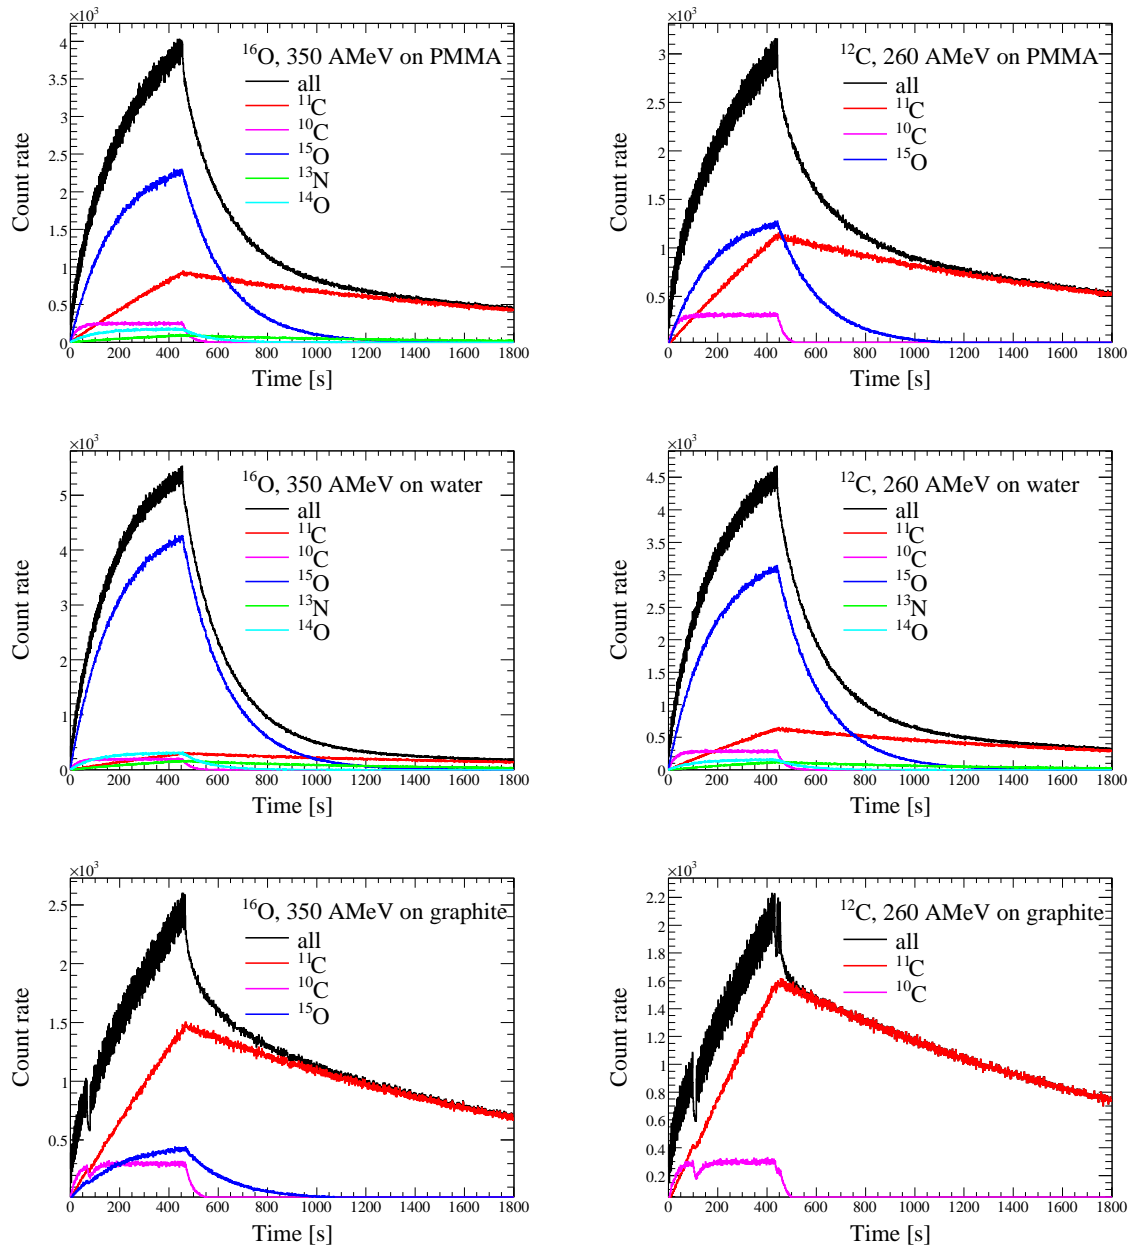 ×10³
¹⁶O, 350 AMeV on PMMA
all
¹¹C
¹⁰C
¹⁵O
¹³N
¹⁴O
Count rate
4
3.5
3
2.5
2
1.5
1
0.5
0
0 200 400 600 800 1000 1200 1400 1600 1800
Time [s]
×10³
¹²C, 260 AMeV on PMMA
all
¹¹C
¹⁰C
¹⁵O
Count rate
3
2.5
2
1.5
1
0.5
0 200 400 600 800 1000 1200 1400 1600 1800
Time [s]
×10³
¹⁶O, 350 AMeV on water
all
¹¹C
¹⁰C
¹⁵O
¹³N
¹⁴O
Count rate
5
4
3
2
1
0
0 200 400 600 800 1000 1200 1400 1600 1800
Time [s]
×10³
¹²C, 260 AMeV on water
all
¹¹C
¹⁰C
¹⁵O
¹³N
¹⁴O
Count rate
4.5
4
3.5
3
2.5
2
1.5
1
0.5
0
0 200 400 600 800 1000 1200 1400 1600 1800
Time [s]
×10³
¹⁶O, 350 AMeV on graphite
all
¹¹C
¹⁰C
¹⁵O
Count rate
2.5
2
1.5
1
0.5
0 200 400 600 800 1000 1200 1400 1600 1800
Time [s]
×10³
¹²C, 260 AMeV on graphite
all
¹¹C
¹⁰C
Count rate
2.2
2
1.8
1.6
1.4
1.2
1
0.8
0.6
0.4
0.2
0 200 400 600 800 1000 1200 1400 1600 1800
Time [s]